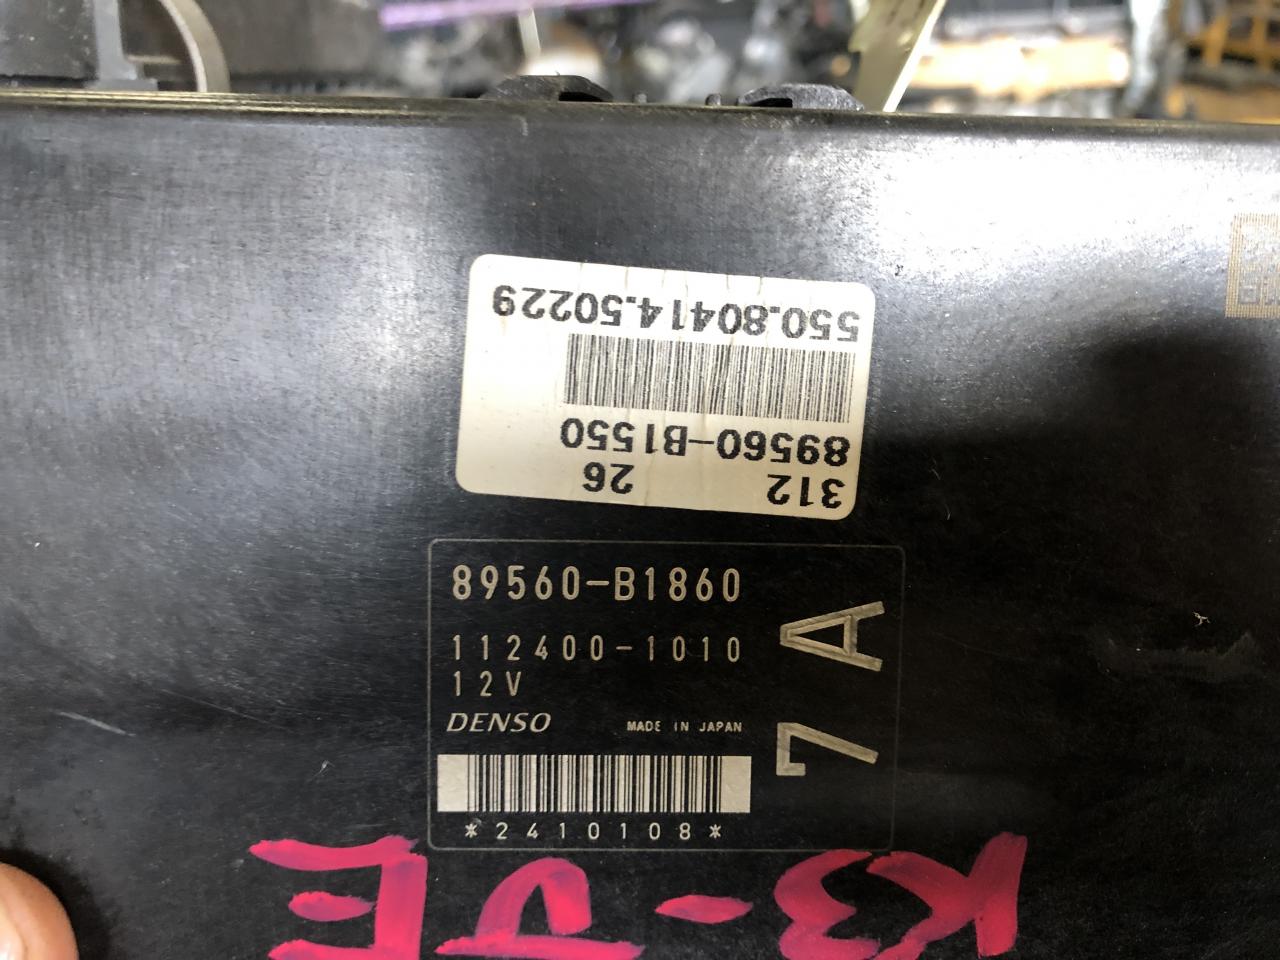 550.80414.50229
89560-B1550
312 26
89560-B1860
112400-1010
12V
DENSO MADE IN JAPAN
*2410108*
7A
K3-VE